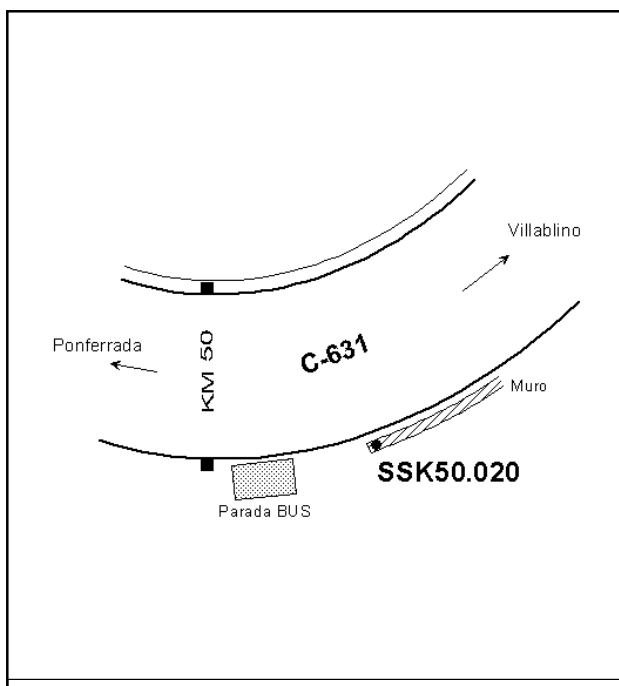 Villablino
Ponferrada
KM 50
C-631
Muro
SSK50.020
Parada BUS